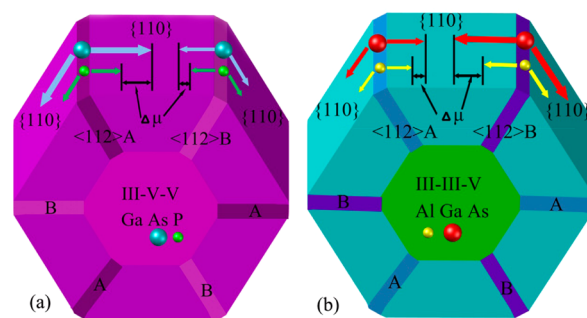 {110}
{110}
{110}
Δμ
<112>A
<112>B
III-V-V
Ga As P
B
A
A
B
(a)
{110}
{110}
{110}
Δμ
<112>A
<112>B
III-III-V
Al Ga As
B
A
A
B
(b)